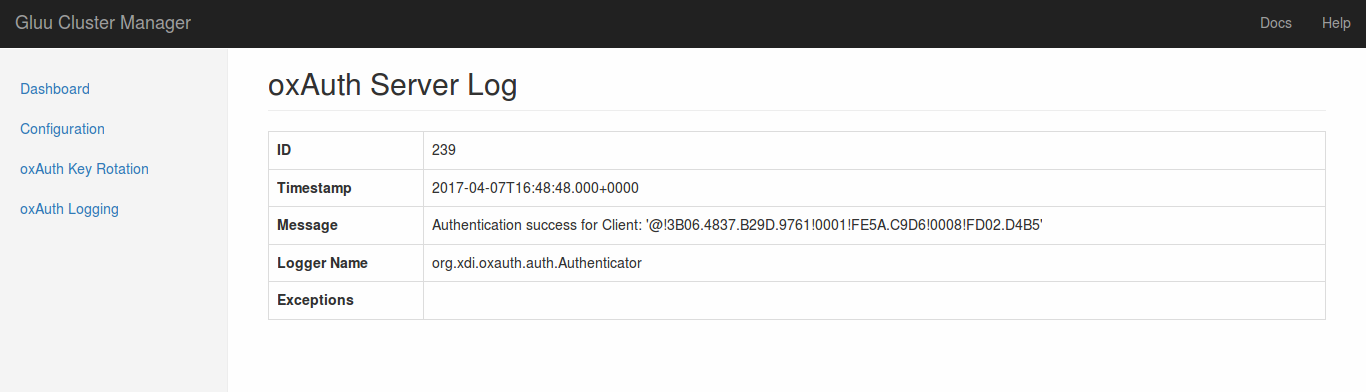 Gluu Cluster Manager Docs Help
Dashboard
Configuration
oxAuth Key Rotation
oxAuth Logging
oxAuth Server Log
ID 239
Timestamp 2017-04-07T16:48:48.000+0000
Message Authentication success for Client: '@!3B06.4837.B29D.9761!0001!FE5A.C9D6!0008!FD02.D4B5'
Logger Name org.xdi.oxauth.auth.Authenticator
Exceptions